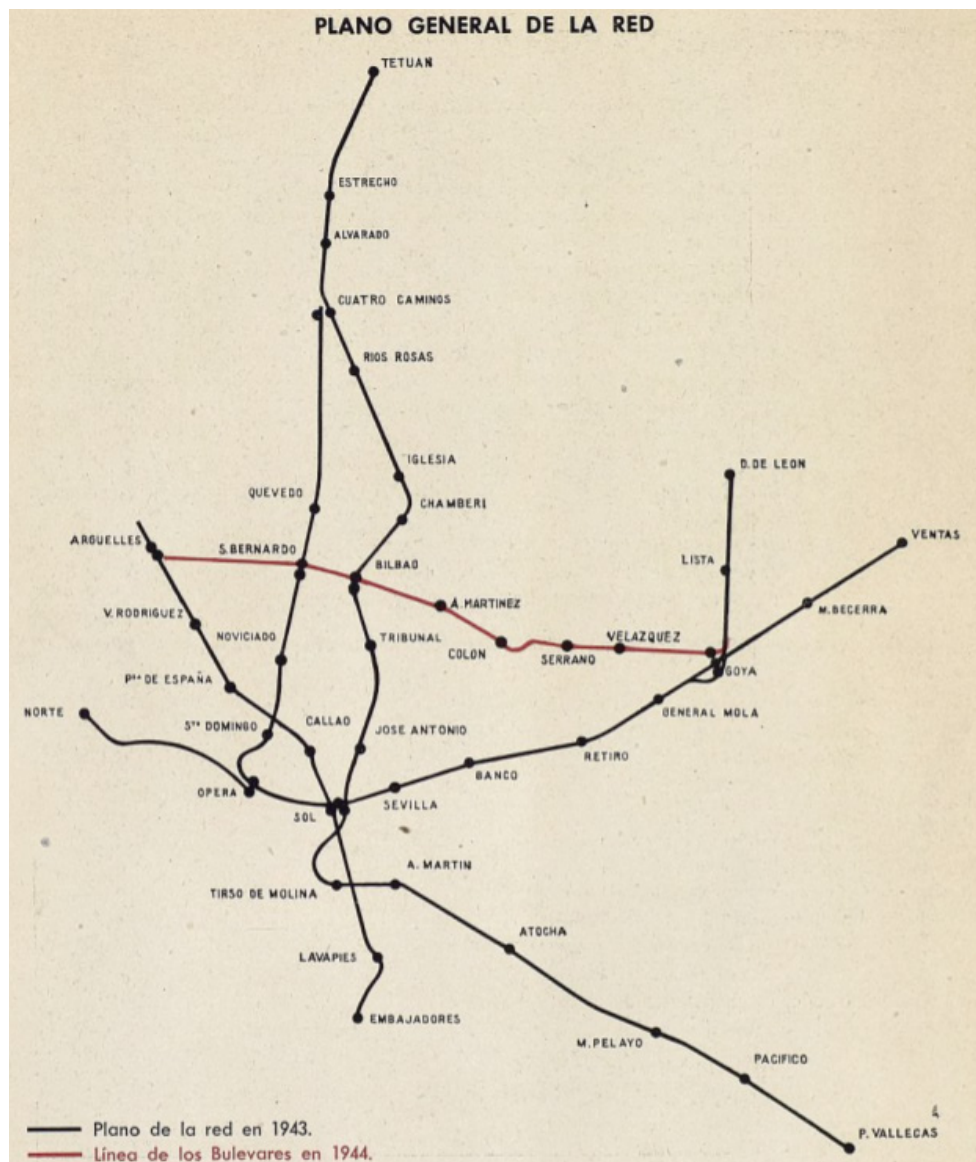 PLANO GENERAL DE LA RED
TETUAN
ESTRECHO
ALVARADO
CUATRO CAMINOS
RIOS ROSAS
IGLESIA
D. DE LEON
QUEVEDO
CHAMBERI
VENTAS
ARGUELLES
S. BERNARDO
BILBAO
LISTA
V. RODRIGUEZ
A. MARTINEZ
M. BECERRA
NOVICIADO
TRIBUNAL
COLON
SERRANO
VELAZQUEZ
GOYA
Pza DE ESPAÑA
NORTE
Sto DOMINGO
CALLAO
JOSE ANTONIO
GENERAL MOLA
RETIRO
BANCO
OPERA
SOL
SEVILLA
A. MARTIN
TIRSO DE MOLINA
ATOCHA
LAVAPIES
EMBAJADORES
M. PELAYO
PACIFICO
P. VALLECAS
Plano de la red en 1943.
Línea de los Bulevares en 1944.